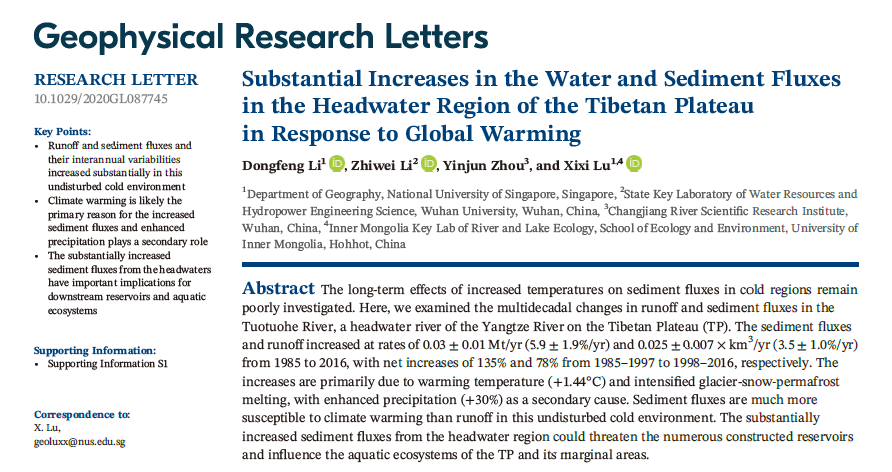 Geophysical Research Letters
RESEARCH LETTER
10.1029/2020GL087745
Key Points:
• Runoff and sediment fluxes and
their interannual variabilities
increased substantially in this
undisturbed cold environment
• Climate warming is likely the
primary reason for the increased
sediment fluxes and enhanced
precipitation plays a secondary role
• The substantially increased
sediment fluxes from the headwaters
have important implications for
downstream reservoirs and aquatic
ecosystems
Supporting Information:
• Supporting Information S1
Correspondence to:
X. Lu,
geoluxx@nus.edu.sg
Substantial Increases in the Water and Sediment Fluxes
in the Headwater Region of the Tibetan Plateau
in Response to Global Warming
Dongfeng Li1 iD, Zhiwei Li2 iD, Yinjun Zhou3, and Xixi Lu1,4 iD
1Department of Geography, National University of Singapore, Singapore, 2State Key Laboratory of Water Resources and
Hydropower Engineering Science, Wuhan University, Wuhan, China, 3Changjiang River Scientific Research Institute,
Wuhan, China, 4Inner Mongolia Key Lab of River and Lake Ecology, School of Ecology and Environment, University of
Inner Mongolia, Hohhot, China
Abstract The long-term effects of increased temperatures on sediment fluxes in cold regions remain
poorly investigated. Here, we examined the multidecadal changes in runoff and sediment fluxes in the
Tuotuohe River, a headwater river of the Yangtze River on the Tibetan Plateau (TP). The sediment fluxes
and runoff increased at rates of 0.03 ± 0.01 Mt/yr (5.9 ± 1.9%/yr) and 0.025 ± 0.007 × km3/yr (3.5 ± 1.0%/yr)
from 1985 to 2016, with net increases of 135% and 78% from 1985–1997 to 1998–2016, respectively. The
increases are primarily due to warming temperature (+1.44°C) and intensified glacier-snow-permafrost
melting, with enhanced precipitation (+30%) as a secondary cause. Sediment fluxes are much more
susceptible to climate warming than runoff in this undisturbed cold environment. The substantially
increased sediment fluxes from the headwater region could threaten the numerous constructed reservoirs
and influence the aquatic ecosystems of the TP and its marginal areas.